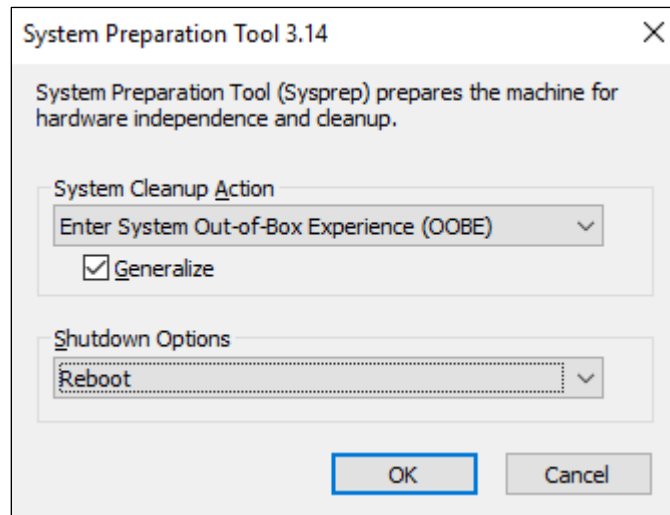 System Preparation Tool 3.14
System Preparation Tool (Sysprep) prepares the machine for
hardware independence and cleanup.
System Cleanup Action
Enter System Out-of-Box Experience (OOBE)
Generalize
Shutdown Options
Reboot
OK Cancel